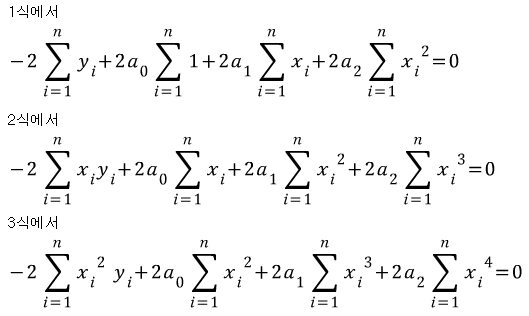 1식에서
−2 ∑_{i=1}^{n} y_i + 2a_0 ∑_{i=1}^{n} 1 + 2a_1 ∑_{i=1}^{n} x_i + 2a_2 ∑_{i=1}^{n} x_i^2 = 0
2식에서
−2 ∑_{i=1}^{n} x_i y_i + 2a_0 ∑_{i=1}^{n} x_i + 2a_1 ∑_{i=1}^{n} x_i^2 + 2a_2 ∑_{i=1}^{n} x_i^3 = 0
3식에서
−2 ∑_{i=1}^{n} x_i^2 y_i + 2a_0 ∑_{i=1}^{n} x_i^2 + 2a_1 ∑_{i=1}^{n} x_i^3 + 2a_2 ∑_{i=1}^{n} x_i^4 = 0